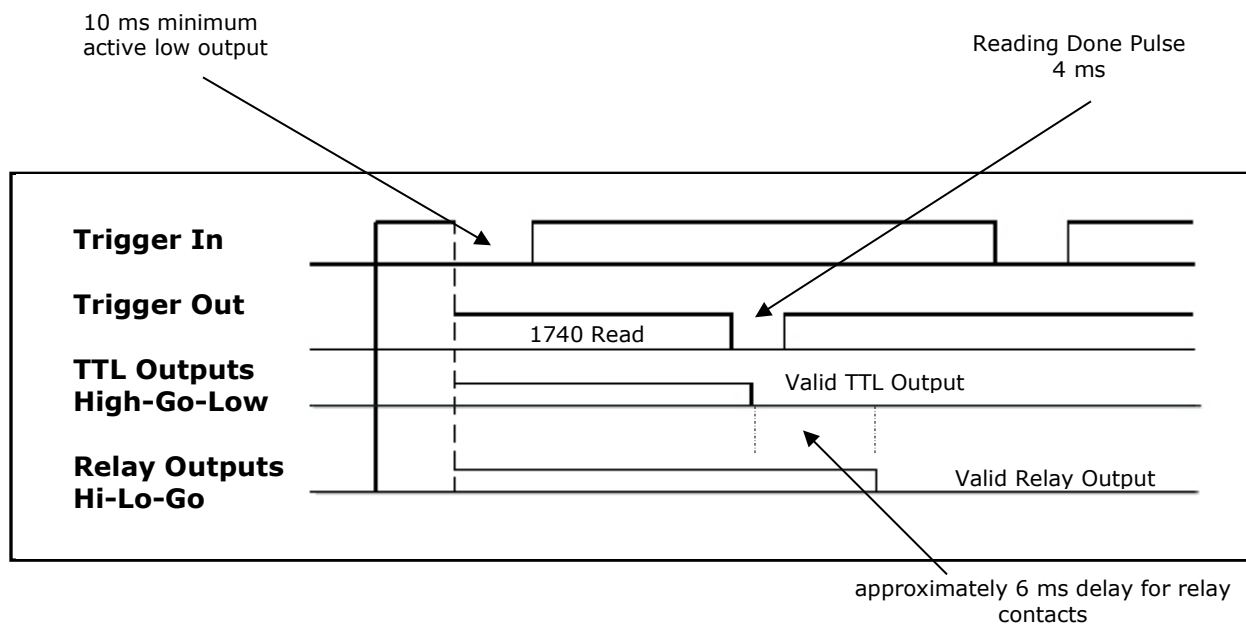 10 ms minimum
active low output
Reading Done Pulse
4 ms
Trigger In
Trigger Out
1740 Read
TTL Outputs
High-Go-Low
Valid TTL Output
Relay Outputs
Hi-Lo-Go
Valid Relay Output
approximately 6 ms delay for relay
contacts